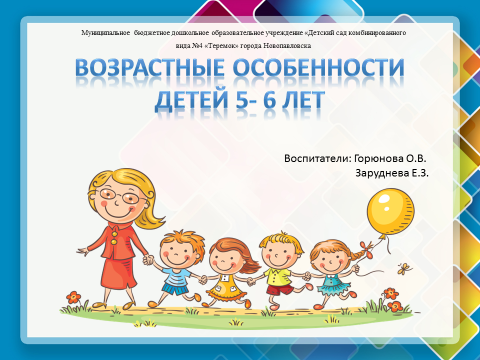 Муниципальное бюджетное дошкольное образовательное учреждение «Детский сад комбинированного
вида №4 «Теремок» города Новопавловска
ВОЗРАСТНЫЕ ОСОБЕННОСТИ
ДЕТЕЙ 5- 6 ЛЕТ
Воспитатели: Горюнова О.В.
Заруднева Е.З.